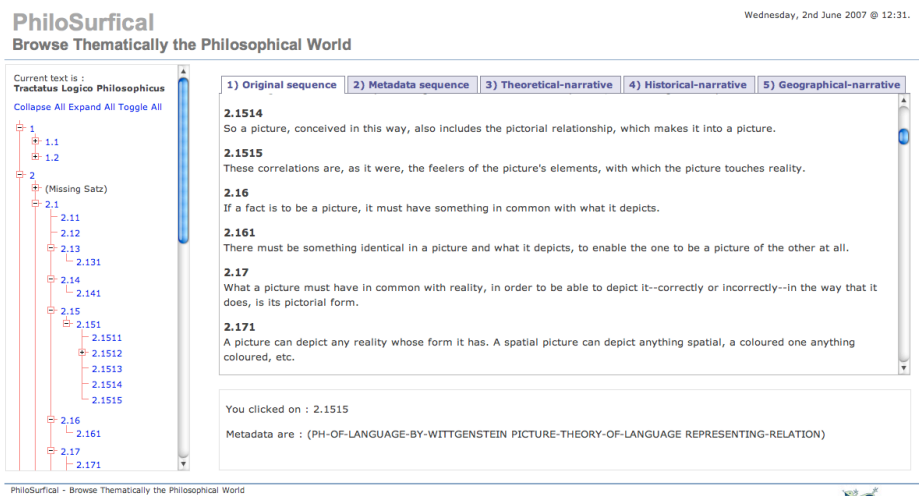 PhiloSurfical
Wednesday, 2nd June 2007 @ 12:31.
Browse Thematically the Philosophical World
Current text is :
Tractatus Logico Philosophicus
Collapse All Expand All Toggle All
1
1.1
1.2
2
(Missing Satz)
2.1
2.11
2.12
2.13
2.131
2.14
2.141
2.15
2.151
2.1511
2.1512
2.1513
2.1514
2.1515
2.16
2.161
2.17
2.171
1) Original sequence
2) Metadata sequence
3) Theoretical-narrative
4) Historical-narrative
5) Geographical-narrative
2.1514
So a picture, conceived in this way, also includes the pictorial relationship, which makes it into a picture.
2.1515
These correlations are, as it were, the feelers of the picture's elements, with which the picture touches reality.
2.16
If a fact is to be a picture, it must have something in common with what it depicts.
2.161
There must be something identical in a picture and what it depicts, to enable the one to be a picture of the other at all.
2.17
What a picture must have in common with reality, in order to be able to depict it--correctly or incorrectly--in the way that it
does, is its pictorial form.
2.171
A picture can depict any reality whose form it has. A spatial picture can depict anything spatial, a coloured one anything
coloured, etc.
You clicked on : 2.1515
Metadata are : (PH-OF-LANGUAGE-BY-WITTGENSTEIN PICTURE-THEORY-OF-LANGUAGE REPRESENTING-RELATION)
PhiloSurfical - Browse Thematically the Philosophical World